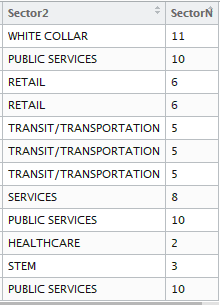 Sector2 SectorN
WHITE COLLAR 11
PUBLIC SERVICES 10
RETAIL 6
RETAIL 6
TRANSIT/TRANSPORTATION 5
TRANSIT/TRANSPORTATION 5
TRANSIT/TRANSPORTATION 5
SERVICES 8
PUBLIC SERVICES 10
HEALTHCARE 2
STEM 3
PUBLIC SERVICES 10